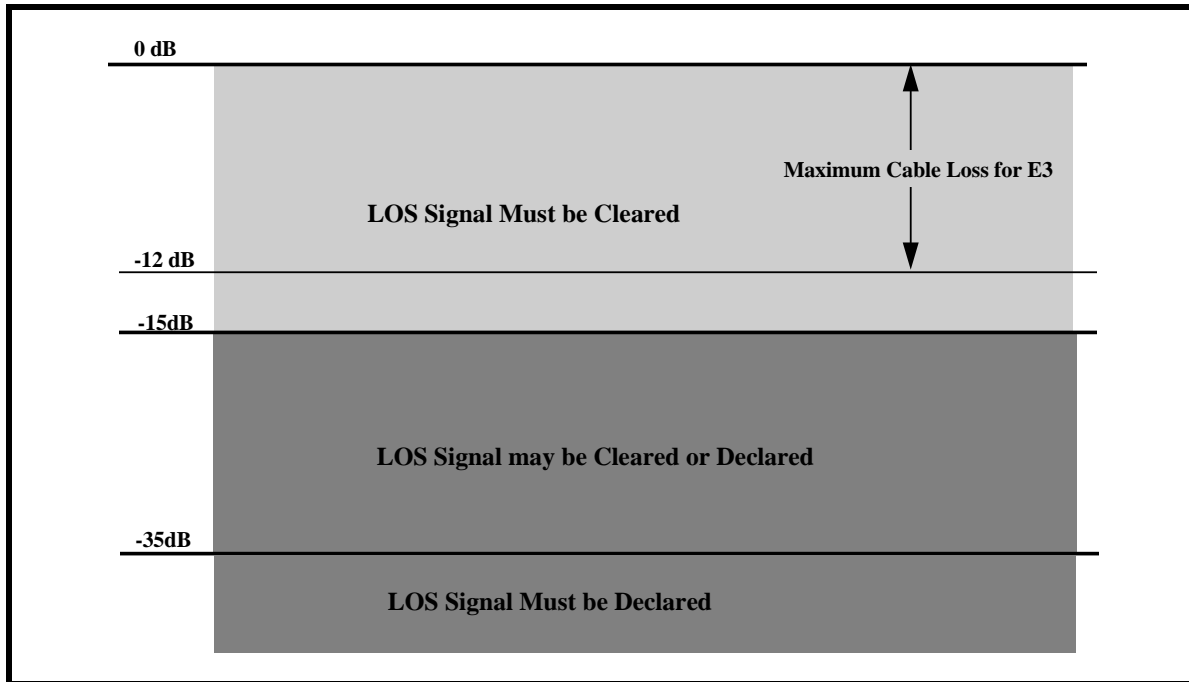 0 dB
Maximum Cable Loss for E3
LOS Signal Must be Cleared
-12 dB
-15dB
LOS Signal may be Cleared or Declared
-35dB
LOS Signal Must be Declared